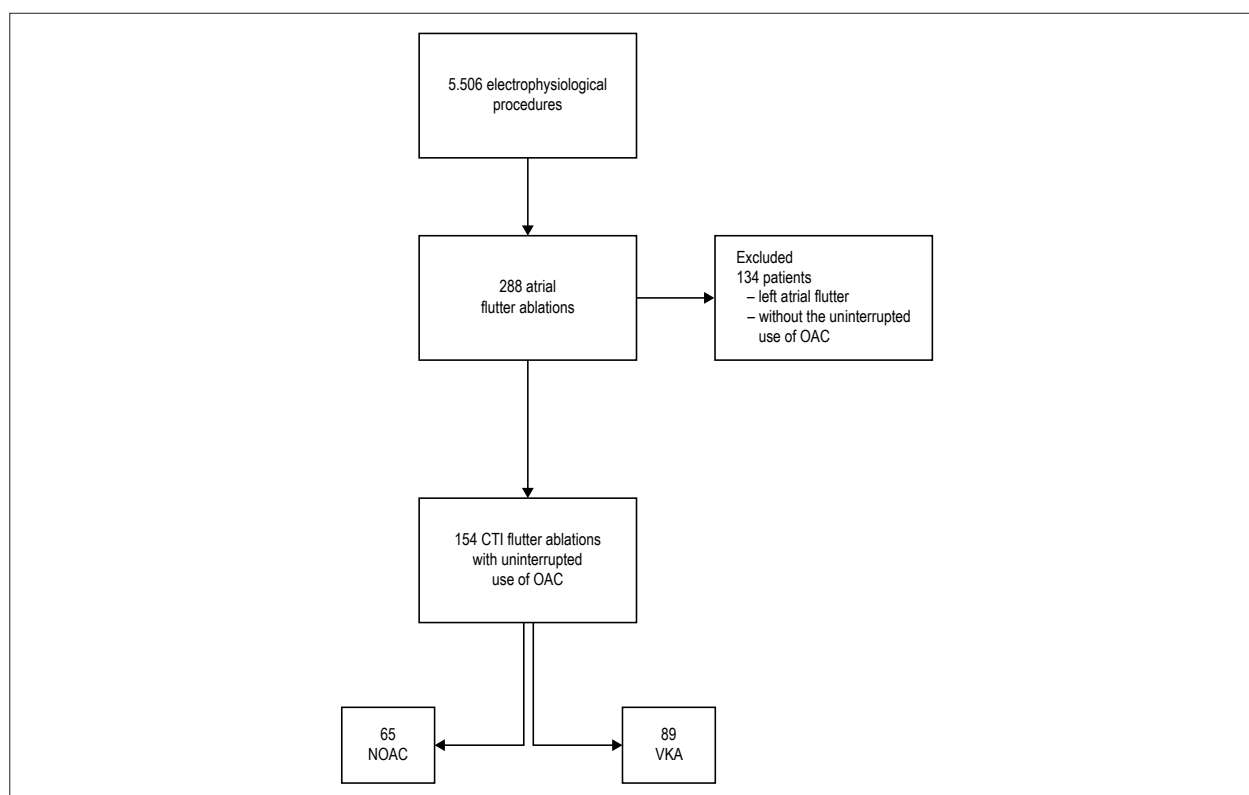 5.506 electrophysiological
procedures
288 atrial
flutter ablations
Excluded
134 patients
– left atrial flutter
– without the uninterrupted
use of OAC
154 CTI flutter ablations
with uninterrupted
use of OAC
65
NOAC
89
VKA